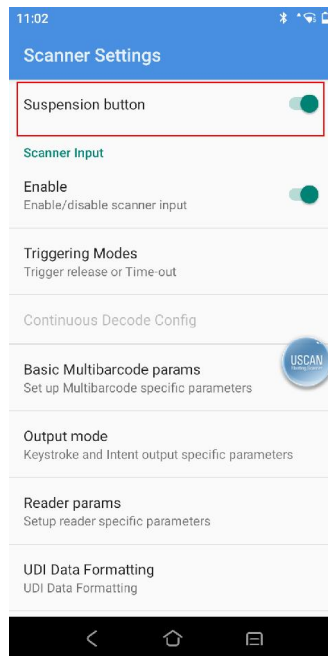 11:02
Scanner Settings
Suspension button
Scanner Input
Enable
Enable/disable scanner input
Triggering Modes
Trigger release or Time-out
Continuous Decode Config
Basic Multibarcode params
Set up Multibarcode specific parameters
USCAN
Floating Scanner
Output mode
Keystroke and Intent output specific parameters
Reader params
Setup reader specific parameters
UDI Data Formatting
UDI Data Formatting